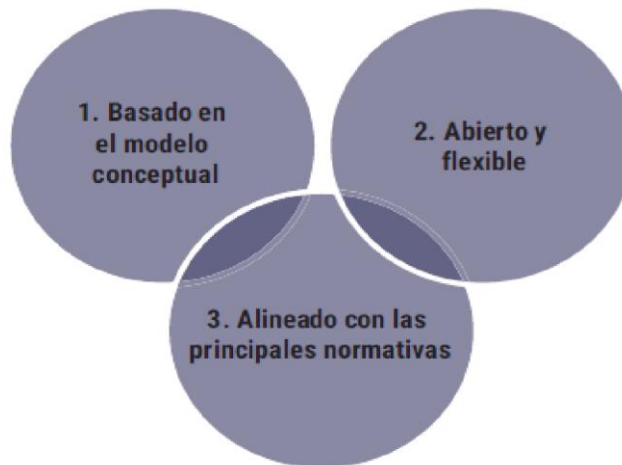 1. Basado en
el modelo
conceptual
2. Abierto y
flexible
3. Alineado con las
principales normativas